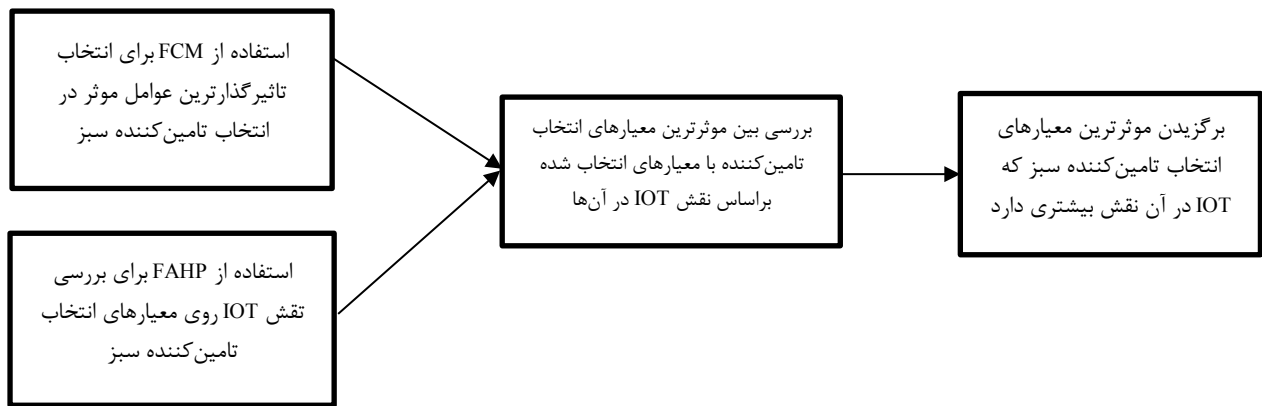 استفاده از FCM برای انتخاب
تاثیرگذارترین عوامل موثر در
انتخاب تامین‌کننده سبز
استفاده از FAHP برای بررسی
تقش IOT روی معیارهای انتخاب
تامین‌کننده سبز
بررسی بین موثرترین معیارهای انتخاب
تامین‌کننده با معیارهای انتخاب شده
براساس نقش IOT در آن‌ها
برگزیدن موثرترین معیارهای
انتخاب تامین‌کننده سبز که
IOT در آن نقش بیشتری دارد